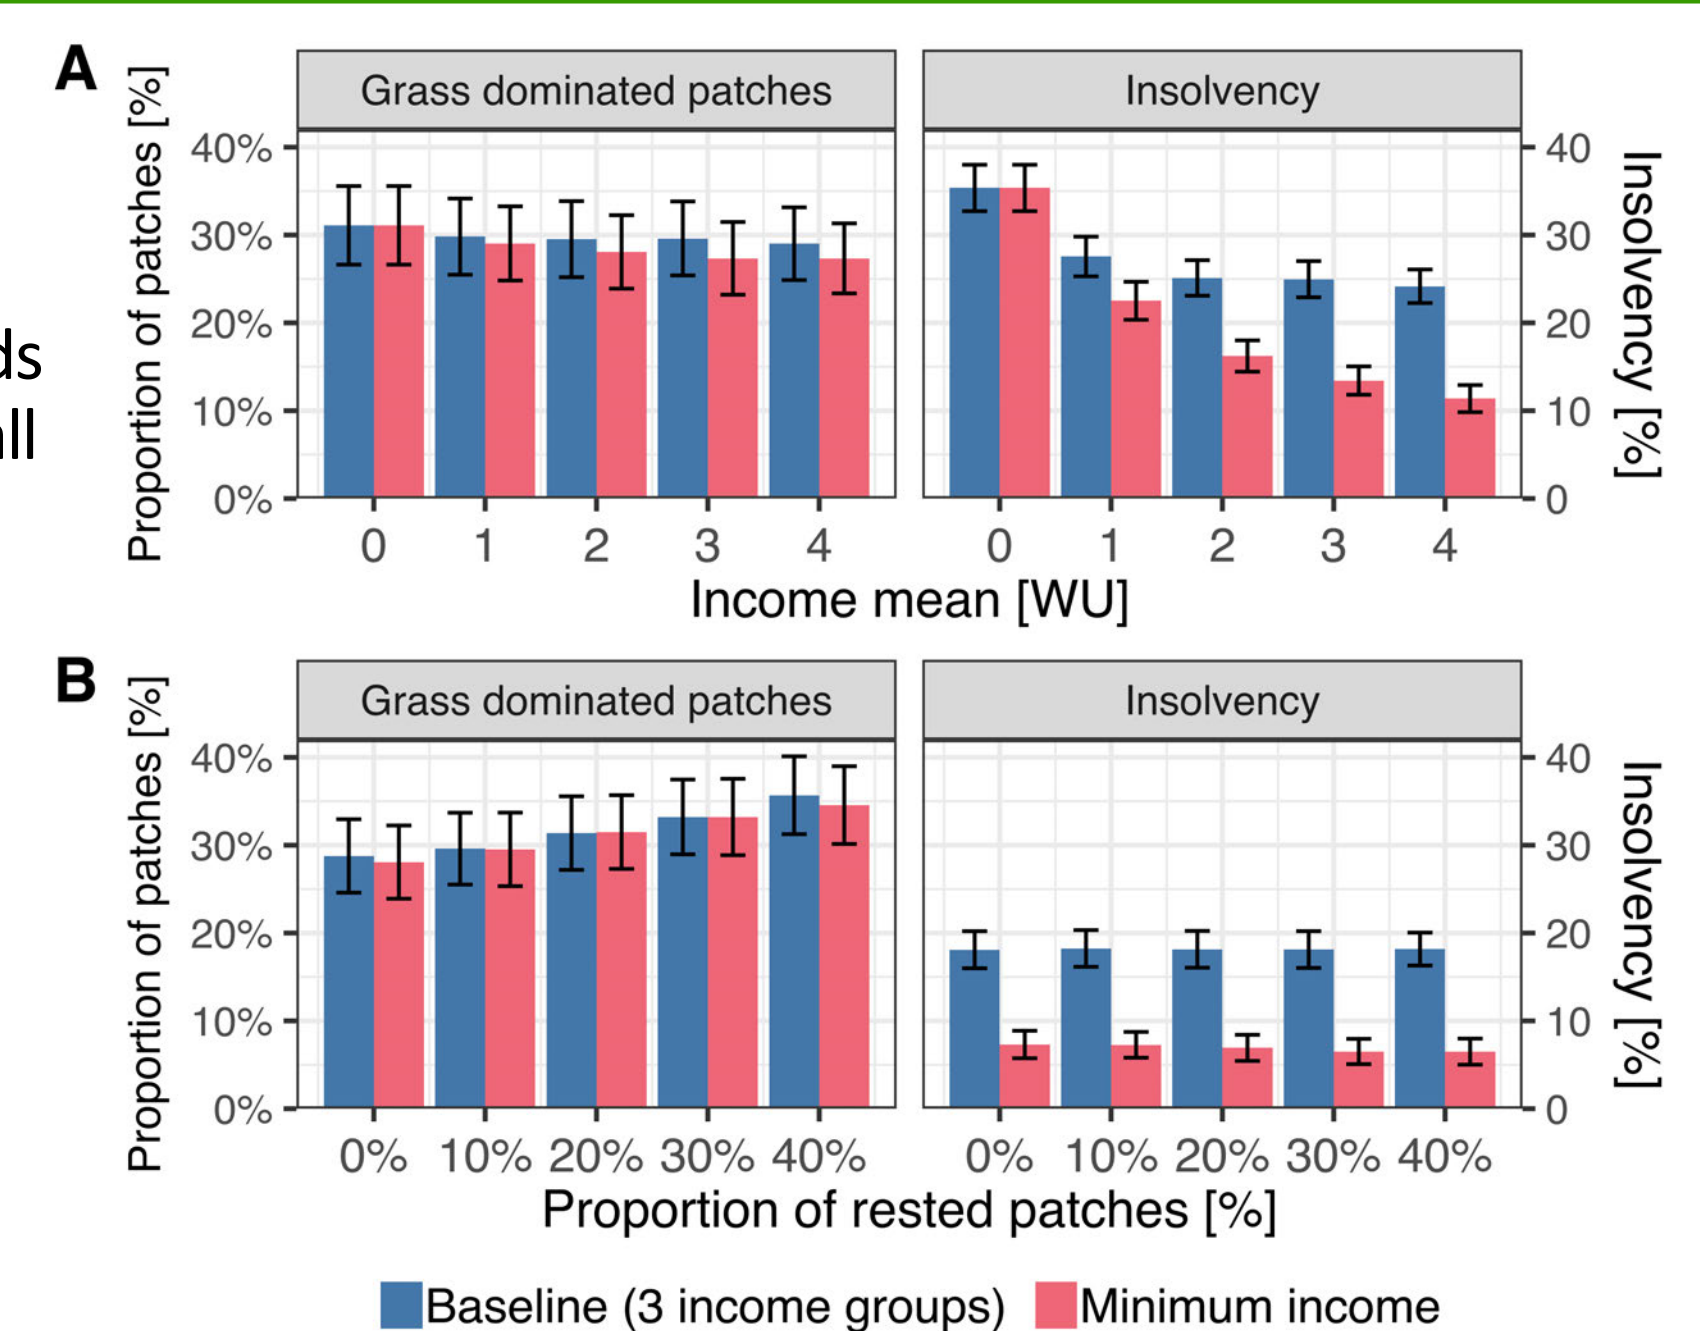 A
Grass dominated patches
Insolvency
Proportion of patches [%]
40%
30%
20%
10%
0%
40
30
20
10
0
Insolvency [%]
0 1 2 3 4
0 1 2 3 4
Income mean [WU]
ds
all
B
Grass dominated patches
Insolvency
Proportion of patches [%]
40%
30%
20%
10%
0%
40
30
20
10
0
Insolvency [%]
0% 10% 20% 30% 40%
0% 10% 20% 30% 40%
Proportion of rested patches [%]
Baseline (3 income groups) Minimum income